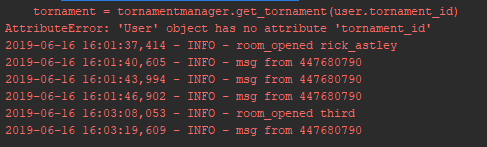 tornament = tornamentmanager.get_tornament(user.tornament_id)
AttributeError: 'User' object has no attribute 'tornament_id'
2019-06-16 16:01:37,414 - INFO - room_opened rick_astley
2019-06-16 16:01:40,605 - INFO - msg from 447680790
2019-06-16 16:01:43,994 - INFO - msg from 447680790
2019-06-16 16:01:46,902 - INFO - msg from 447680790
2019-06-16 16:03:08,053 - INFO - room_opened third
2019-06-16 16:03:19,609 - INFO - msg from 447680790